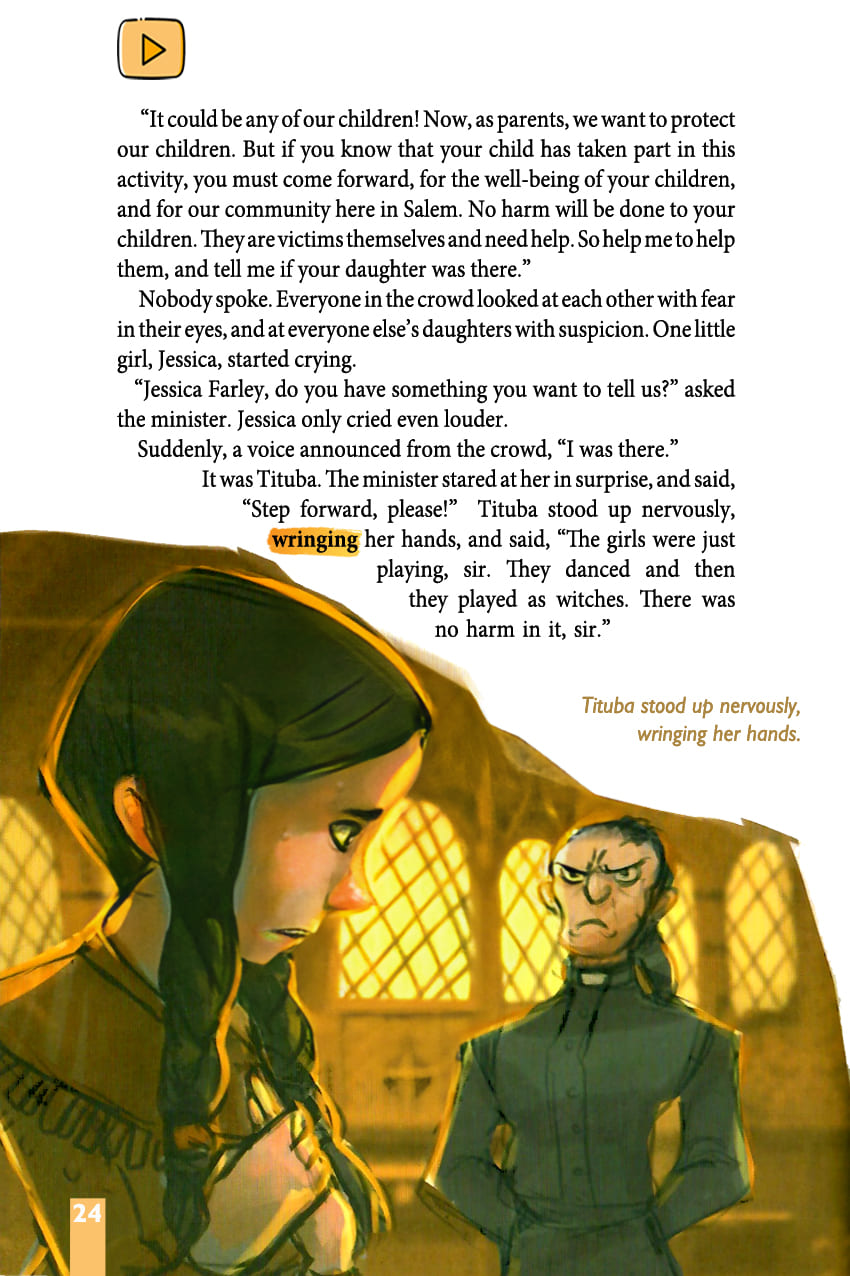 “It could be any of our children! Now, as parents, we want to protect
our children. But if you know that your child has taken part in this
activity, you must come forward, for the well-being of your children,
and for our community here in Salem. No harm will be done to your
children. They are victims themselves and need help. So help me to help
them, and tell me if your daughter was there.”
Nobody spoke. Everyone in the crowd looked at each other with fear
in their eyes, and at everyone else’s daughters with suspicion. One little
girl, Jessica, started crying.
“Jessica Farley, do you have something you want to tell us?” asked
the minister. Jessica only cried even louder.
Suddenly, a voice announced from the crowd, “I was there.”
It was Tituba. The minister stared at her in surprise, and said,
“Step forward, please!” Tituba stood up nervously,
wringing her hands, and said, “The girls were just
playing, sir. They danced and then
they played as witches. There was
no harm in it, sir.”
Tituba stood up nervously,
wringing her hands.
24